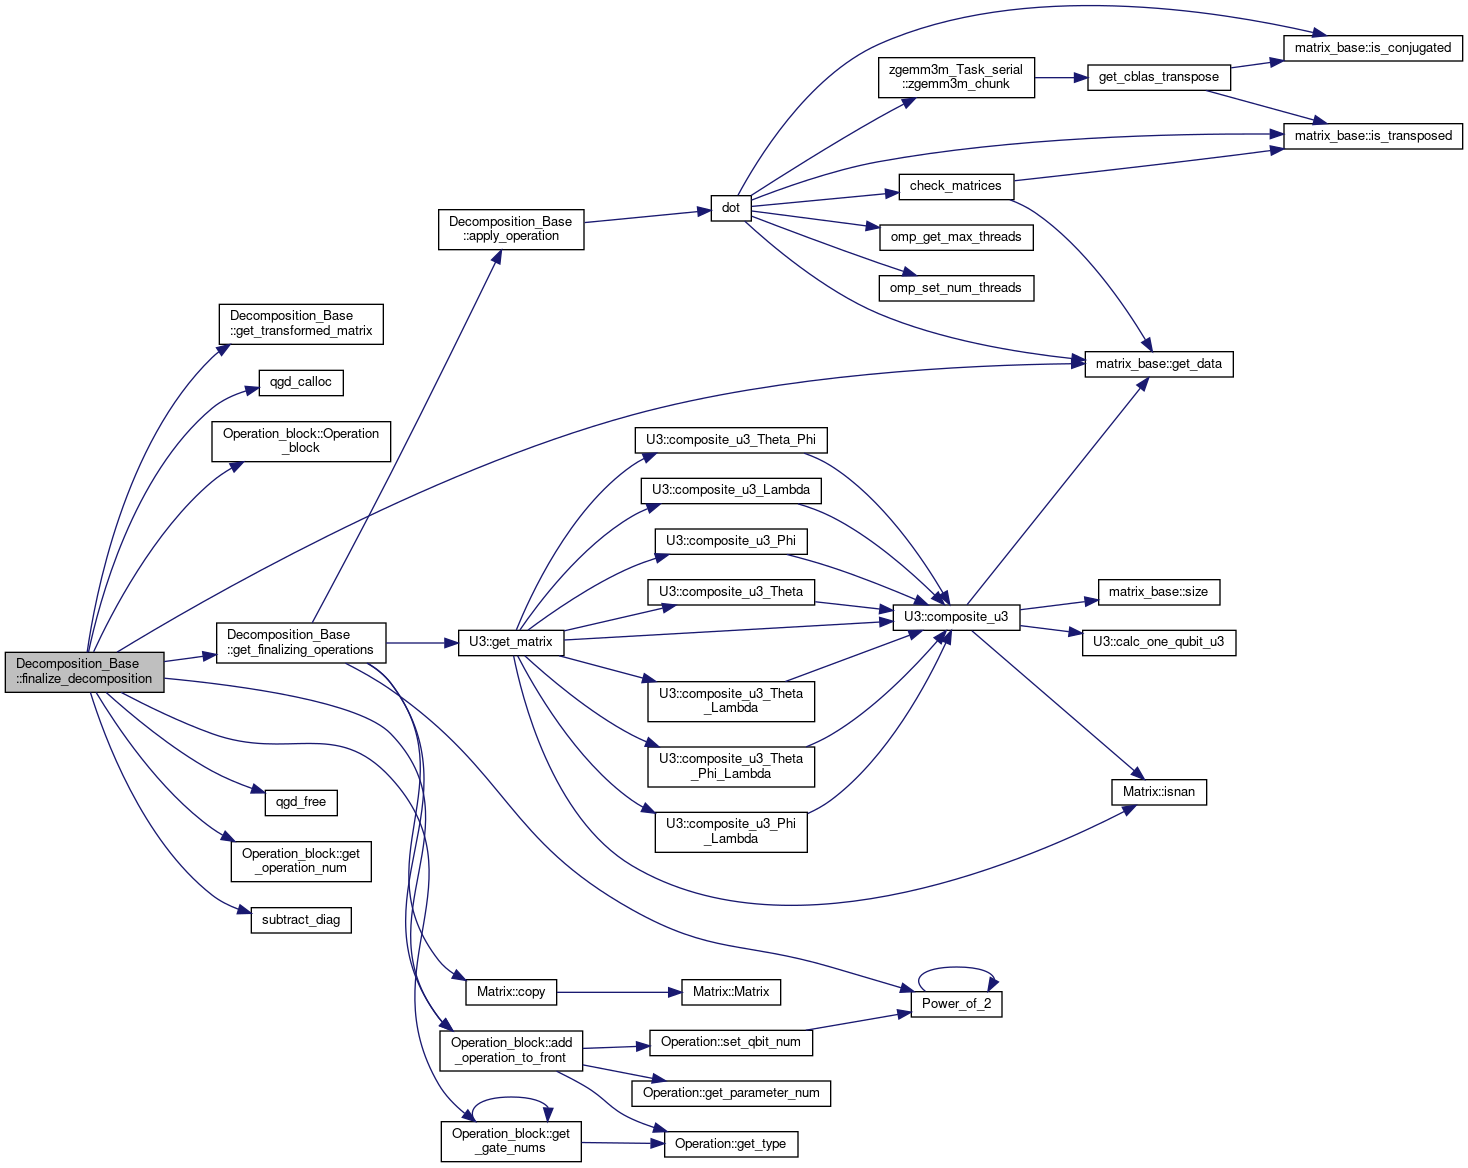 Decomposition_Base
::finalize_decomposition
Decomposition_Base
::get_transformed_matrix
qgd_calloc
Operation_block::Operation
_block
Decomposition_Base
::get_finalizing_operations
qgd_free
Operation_block::get
_operation_num
subtract_diag
Decomposition_Base
::apply_operation
U3::get_matrix
Matrix::copy
Operation_block::add
_operation_to_front
Operation_block::get
_gate_nums
dot
U3::composite_u3_Theta_Phi
U3::composite_u3_Lambda
U3::composite_u3_Phi
U3::composite_u3_Theta
U3::composite_u3_Theta
_Lambda
U3::composite_u3_Theta
_Phi_Lambda
U3::composite_u3_Phi
_Lambda
Matrix::Matrix
Operation::set_qbit_num
Operation::get_parameter_num
Operation::get_type
zgemm3m_Task_serial
::zgemm3m_chunk
check_matrices
omp_get_max_threads
omp_set_num_threads
U3::composite_u3
Power_of_2
get_cblas_transpose
matrix_base::get_data
matrix_base::size
U3::calc_one_qubit_u3
Matrix::isnan
matrix_base::is_conjugated
matrix_base::is_transposed